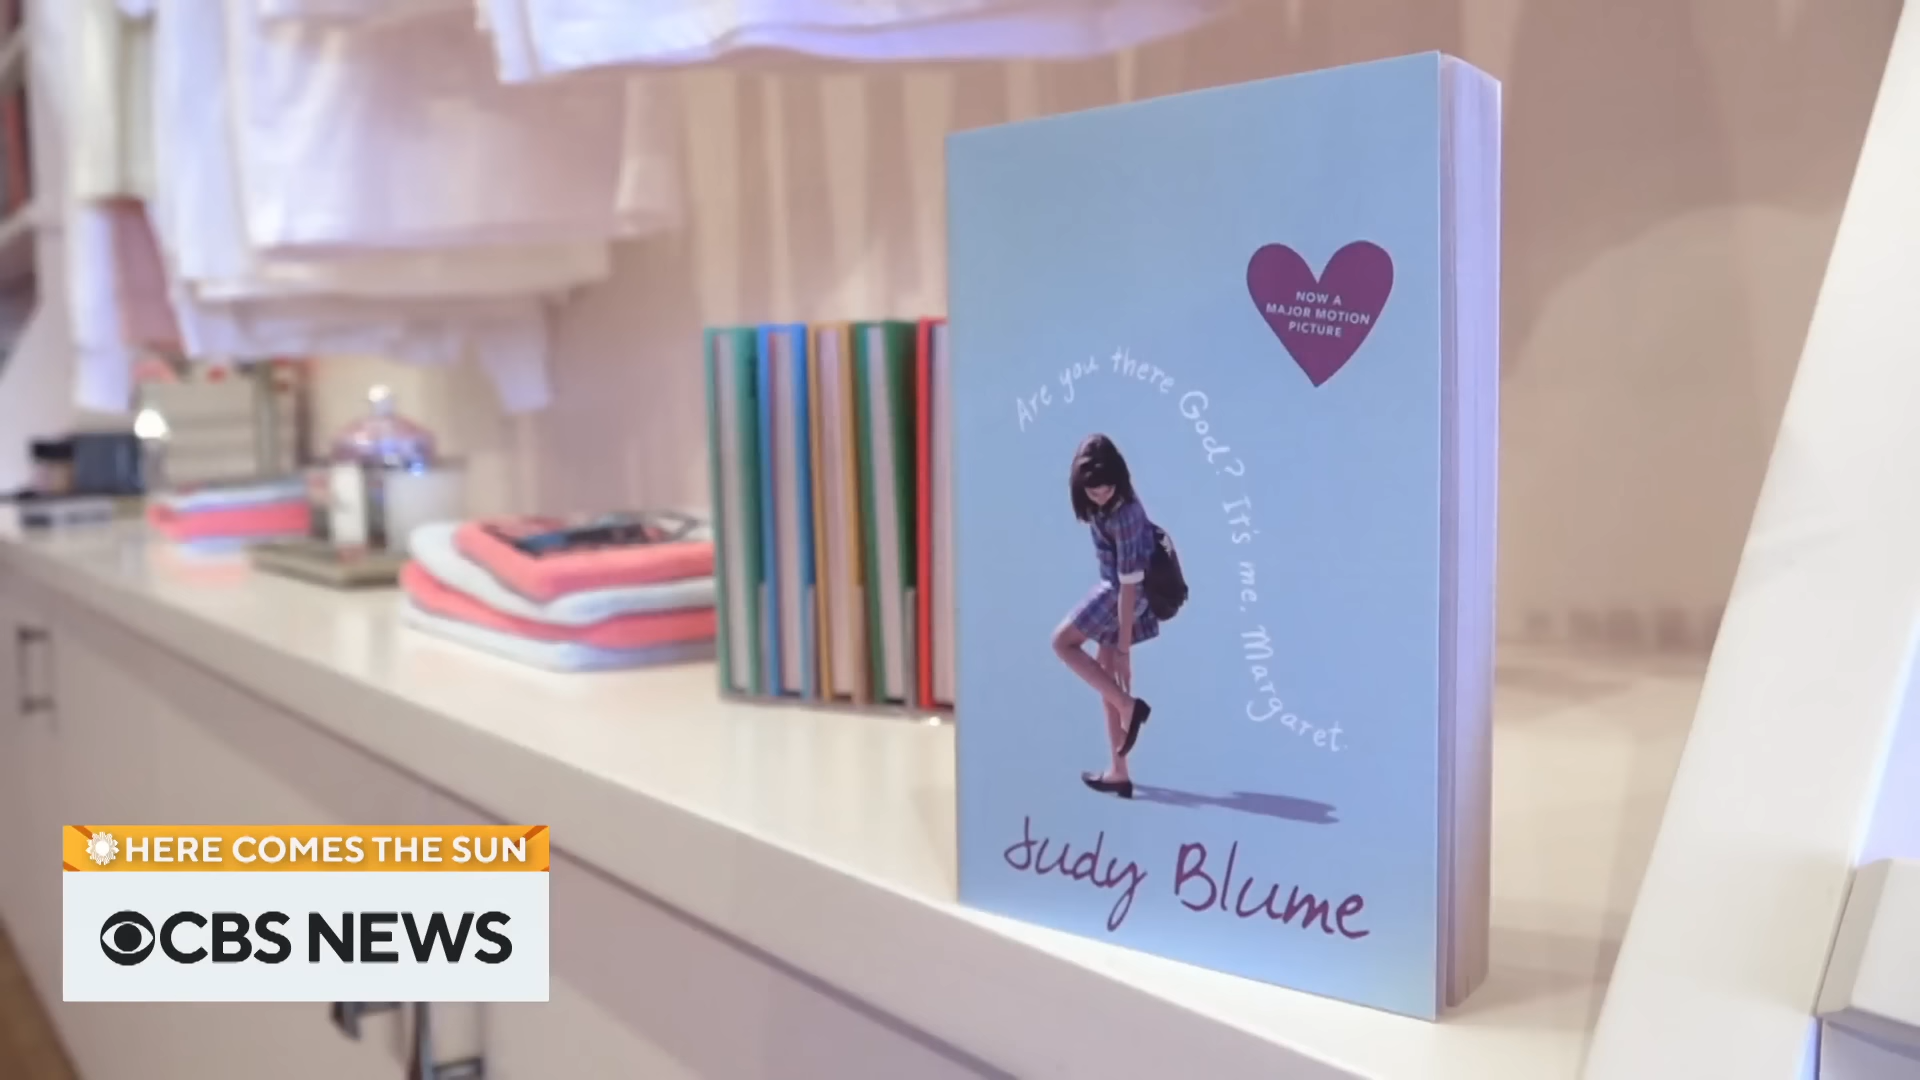 NOW A
MAJOR MOTION
PICTURE
Are you there God? It's me, Margaret.
Judy Blume
HERE COMES THE SUN
CBS NEWS